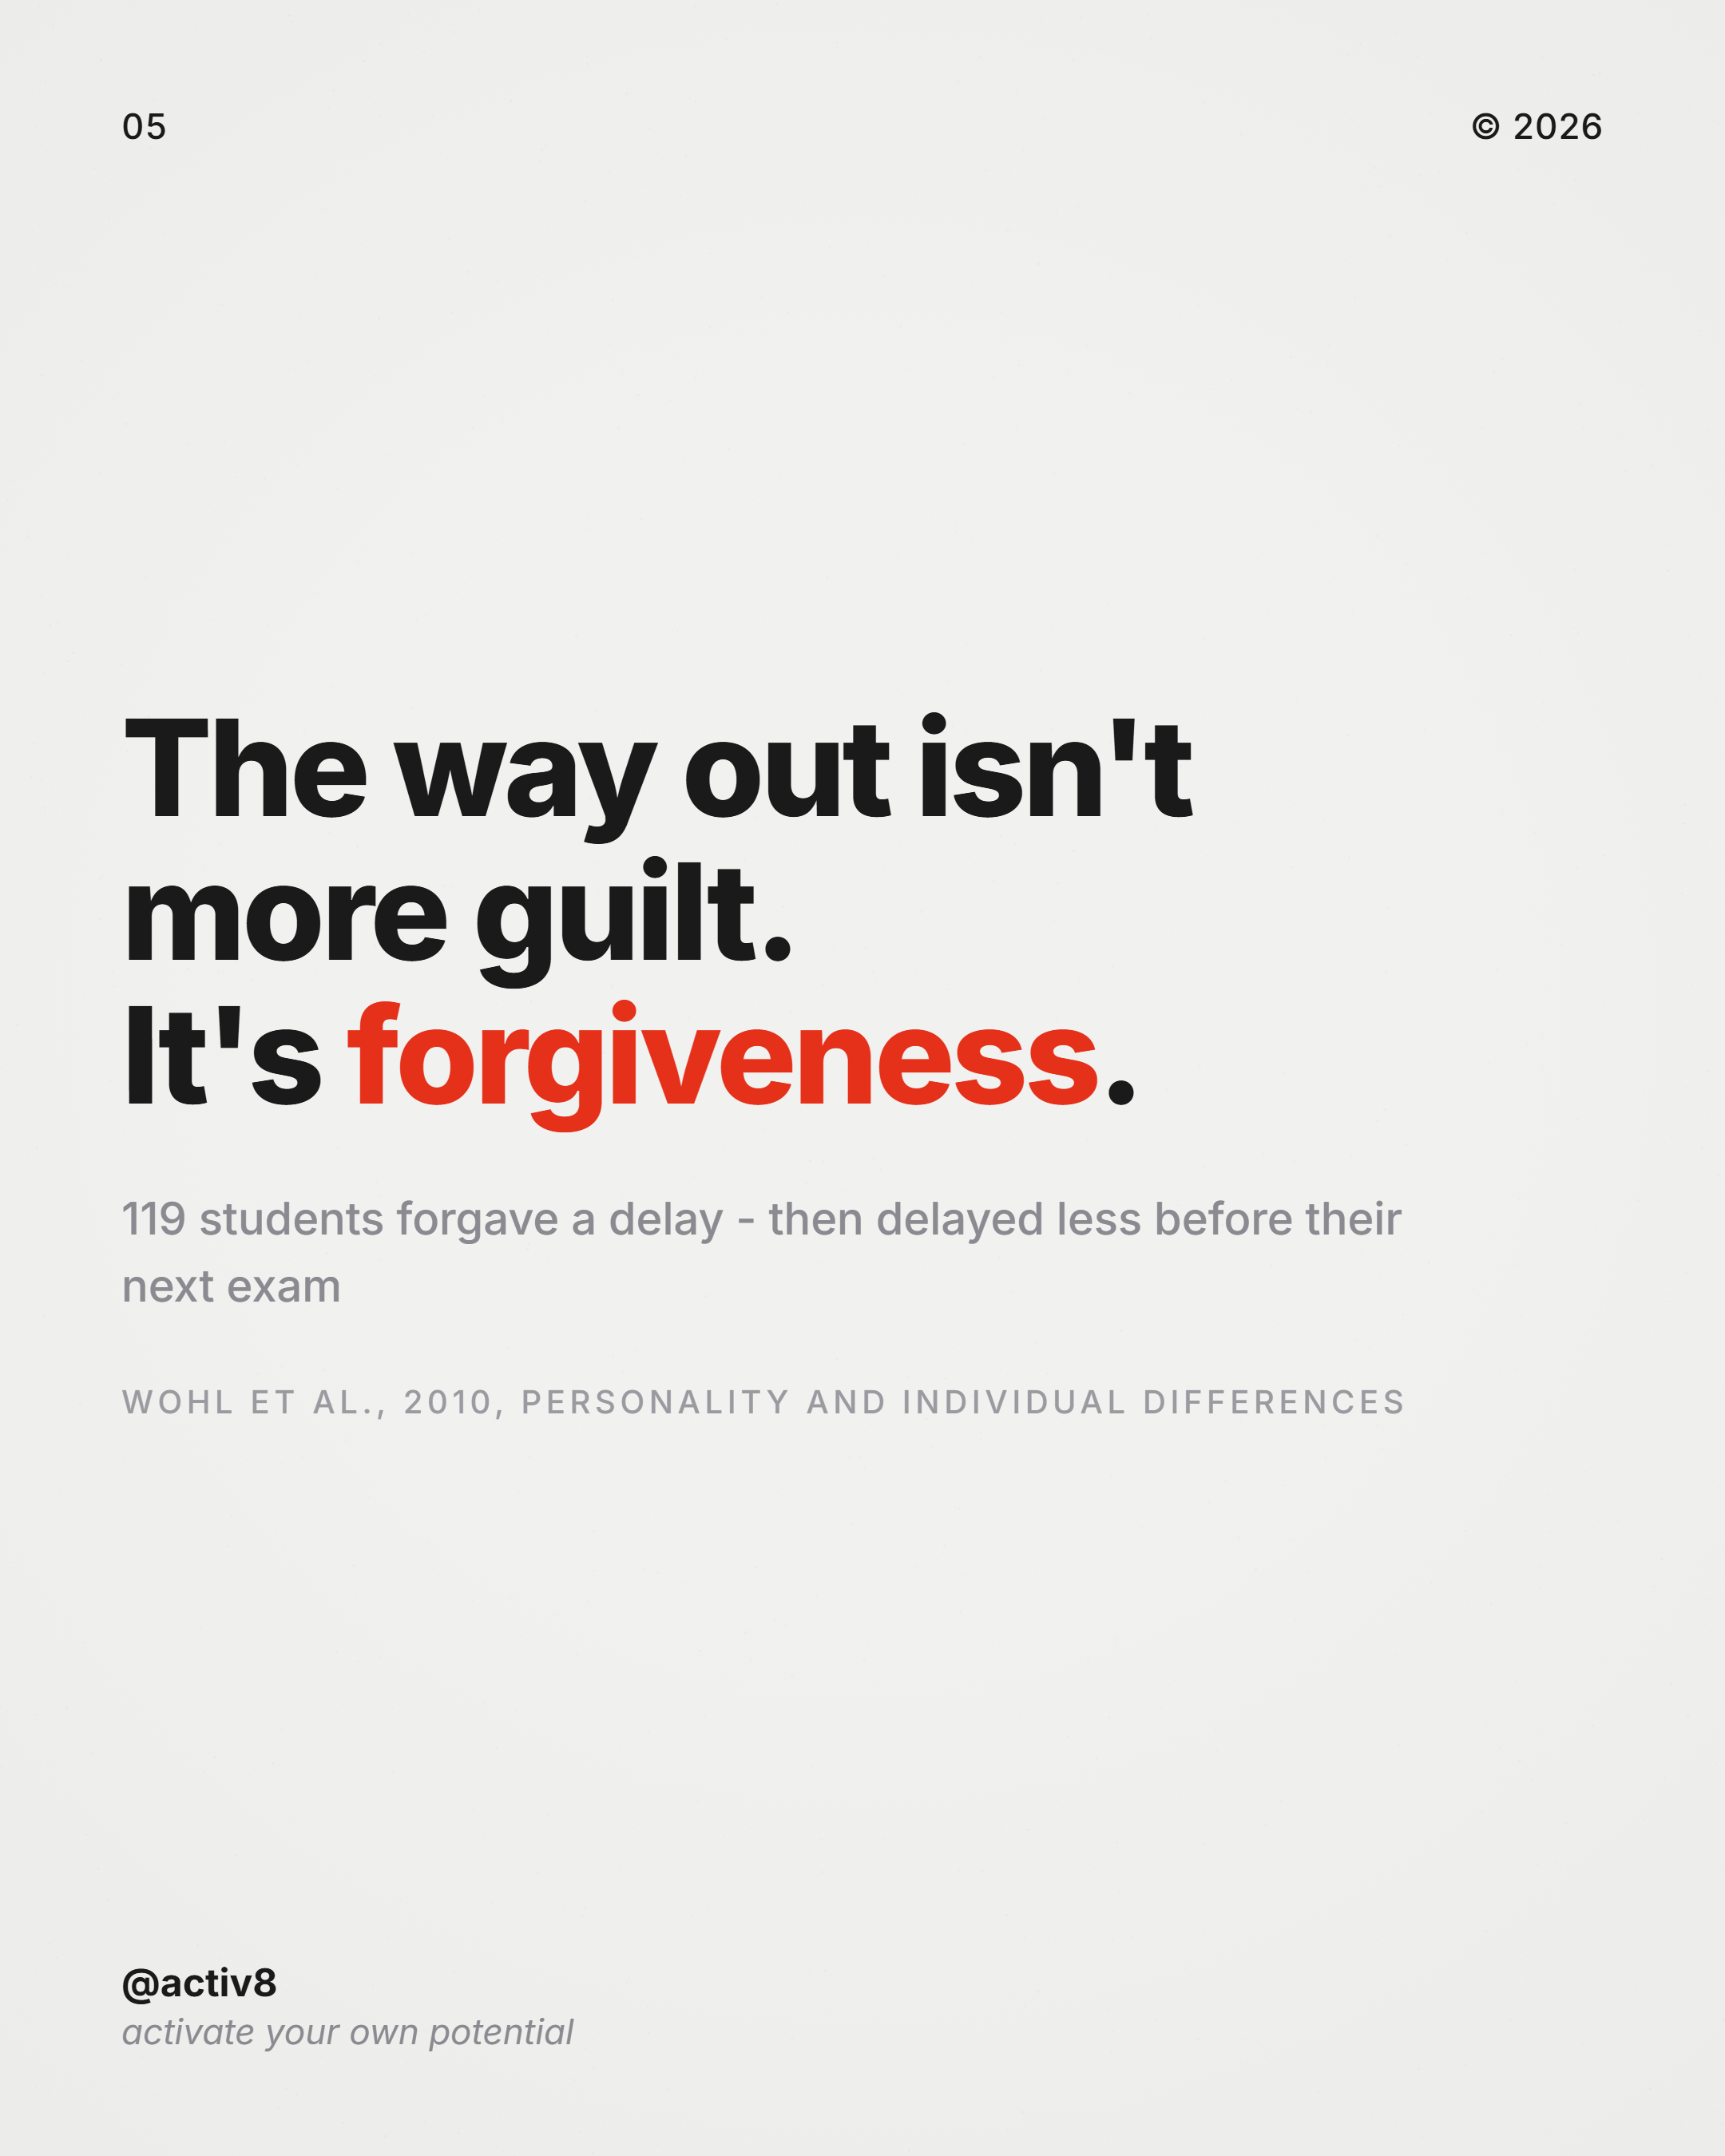 05
© 2026
The way out isn't
more guilt.
It's forgiveness.
119 students forgave a delay - then delayed less before their
next exam
WOHL ET AL., 2010, PERSONALITY AND INDIVIDUAL DIFFERENCES
@activ8
activate your own potential